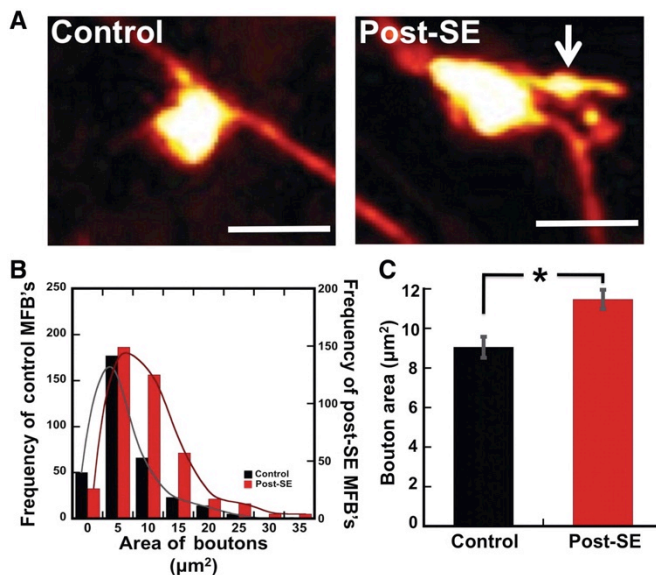 A
Control
Post-SE
B
Frequency of control MFB's
250
200
150
100
50
0
Frequency of post-SE MFB's
200
150
100
50
0
Control
Post-SE
0 5 10 15 20 25 30 35
Area of boutons
(µm²)
C
Bouton area (µm²)
12
10
8
6
4
2
0
*
Control Post-SE